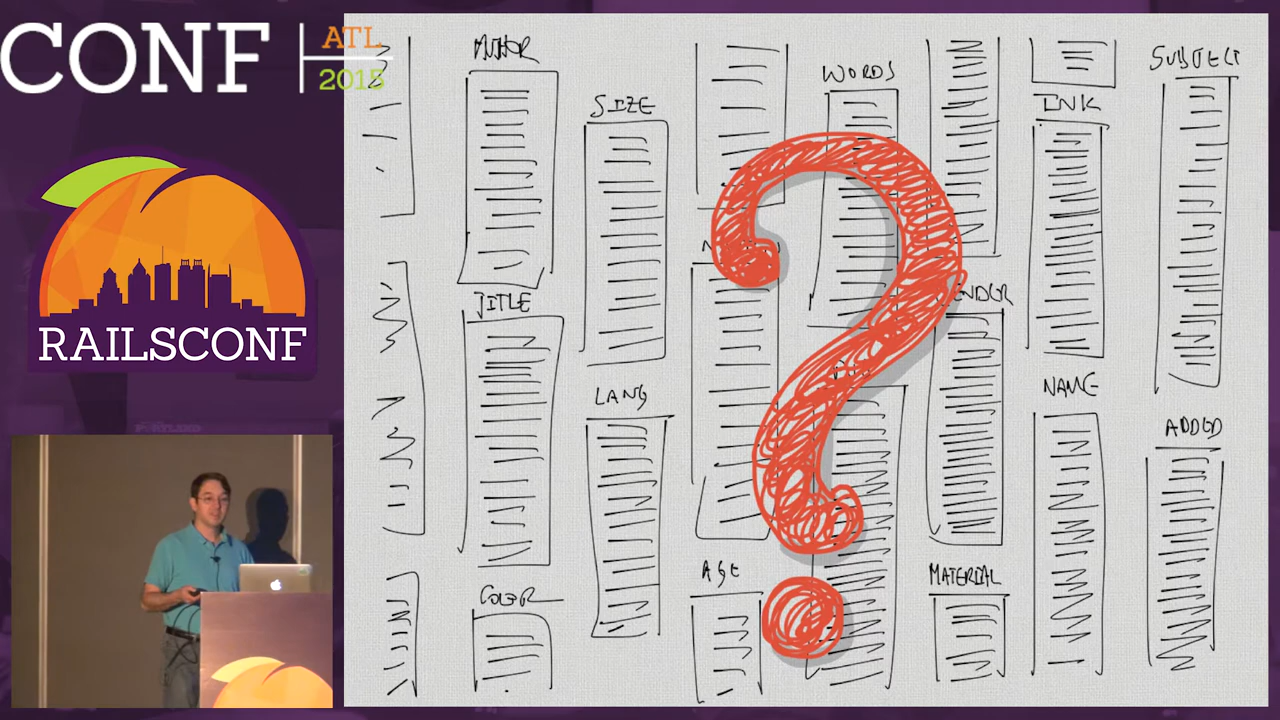 CONF
ATL
2015
RAILSCONF
AUTHOR
SIZE
WORDS
INK
SUBJECT
TITLE
LANG
NAME
ADDED
COLOR
AGE
MATERIAL